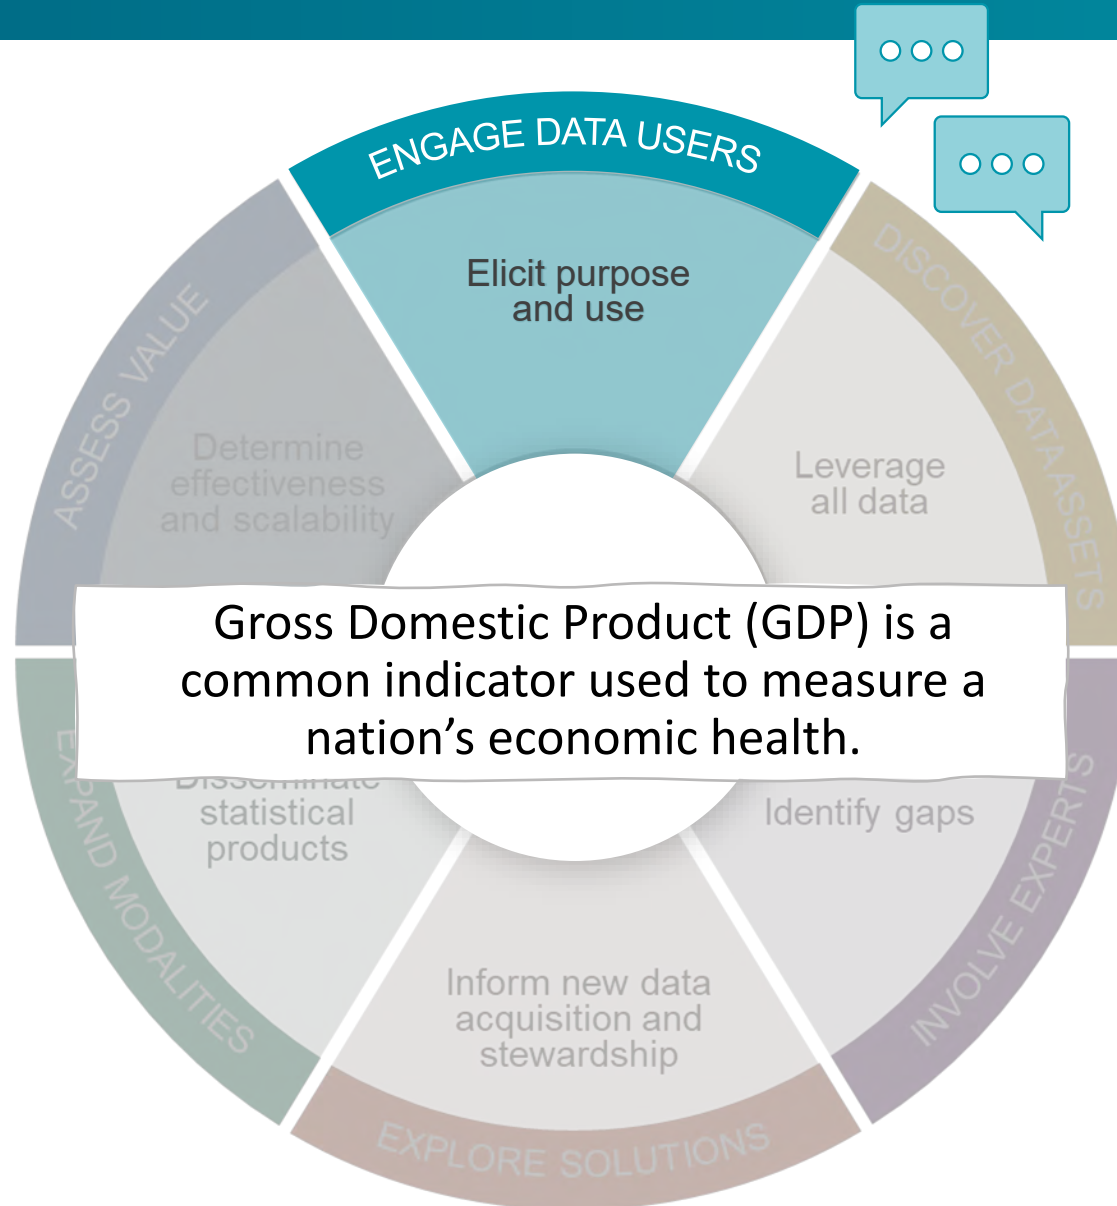 ENGAGE DATA USERS
Elicit purpose
and use
DISCOVER DATA ASSETS
Leverage
all data
ASSESS VALUE
Determine
effectiveness
and scalability
Gross Domestic Product (GDP) is a
common indicator used to measure a
nation’s economic health.
EXPAND MODALITIES
Disseminate
statistical
products
Identify gaps
INVOLVE EXPERTS
Inform new data
acquisition and
stewardship
EXPLORE SOLUTIONS